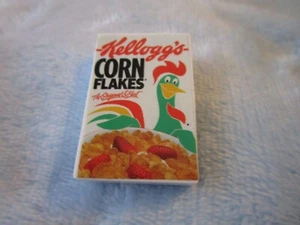 Kellogg's
CORN
FLAKES
The Original & Best